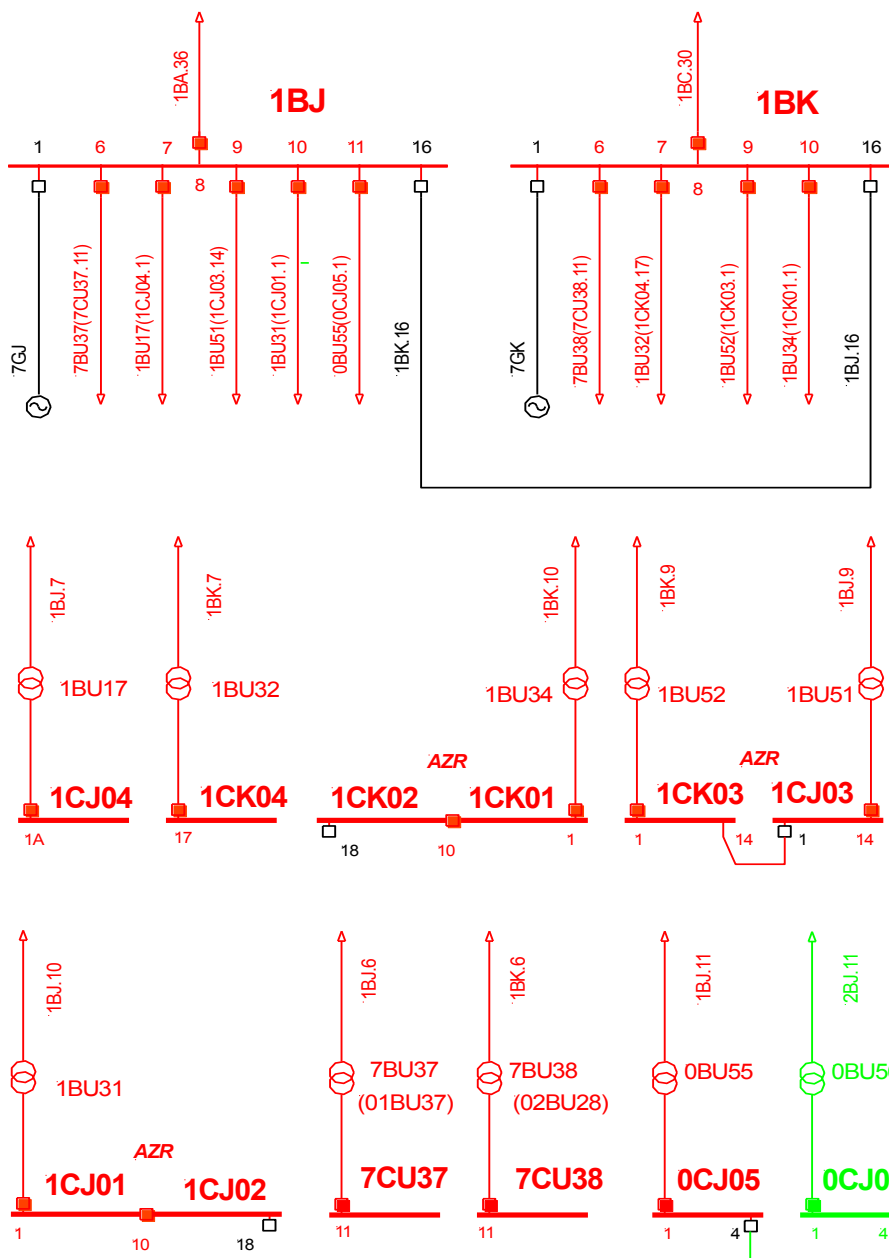 1BA.36
1BC.30
1BJ
1BK
1 6 7 9 10 11 16
1 6 7 9 10 16
8
8
7GJ
7BU37(7CU37.11)
1BU17(1CJ04.1)
1BU51(1CJ03.14)
1BU31(1CJ01.1)
0BU55(0CJ05.1)
1BK.16
7GK
7BU38(7CU38.11)
1BU32(1CK04.17)
1BU52(1CK03.1)
1BU34(1CK01.1)
1BJ.16
1BJ.7
1BK.7
1BK.10
1BK.9
1BJ.9
1BU17
1BU32
1BU34
1BU52
1BU51
AZR
AZR
1CJ04
1CK04
1CK02
1CK01
1CK03
1CJ03
1A
17
18
10
1
1
14
1
14
1BJ.10
1BJ.6
1BK.6
1BJ.11
2BJ.11
1BU31
7BU37
(01BU37)
7BU38
(02BU28)
0BU55
AZR
1CJ01
1CJ02
7CU37
7CU38
0CJ05
1
10
18
11
11
1
4
1
4